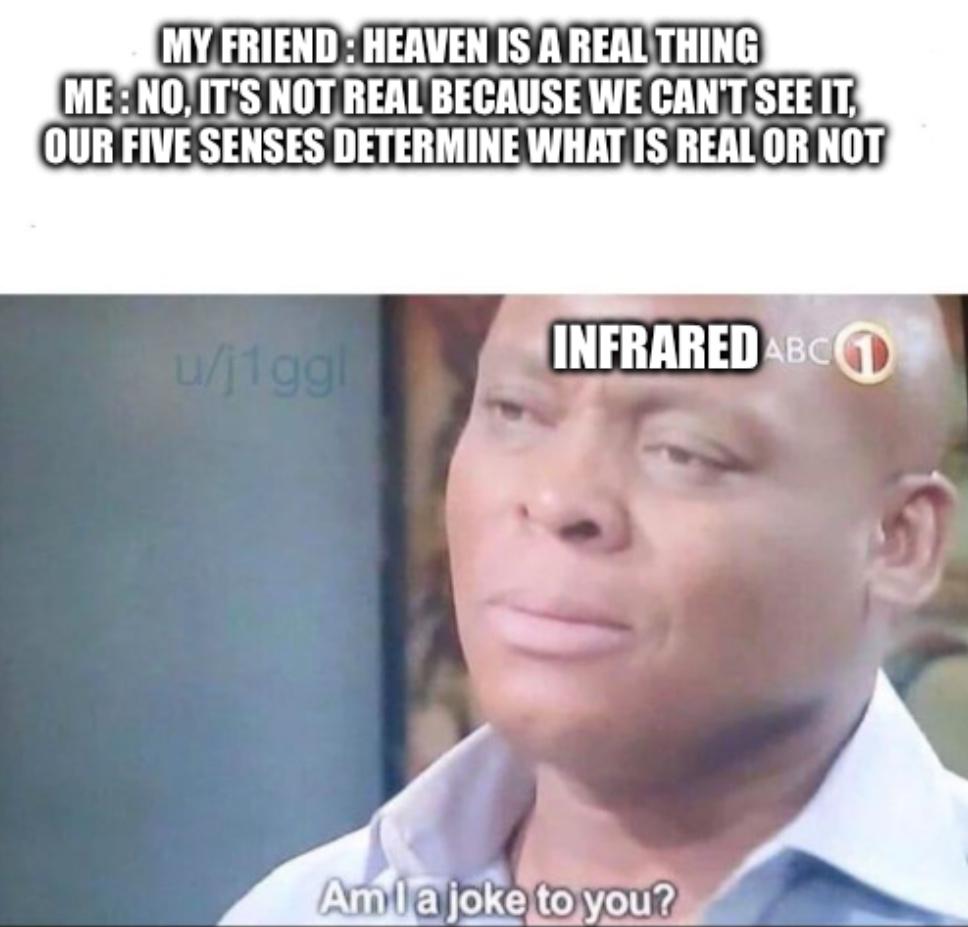 MY FRIEND : HEAVEN IS A REAL THING
ME : NO, IT'S NOT REAL BECAUSE WE CAN'T SEE IT,
OUR FIVE SENSES DETERMINE WHAT IS REAL OR NOT
INFRARED
ABC 1
u/j1ggl
Am I a joke to you?